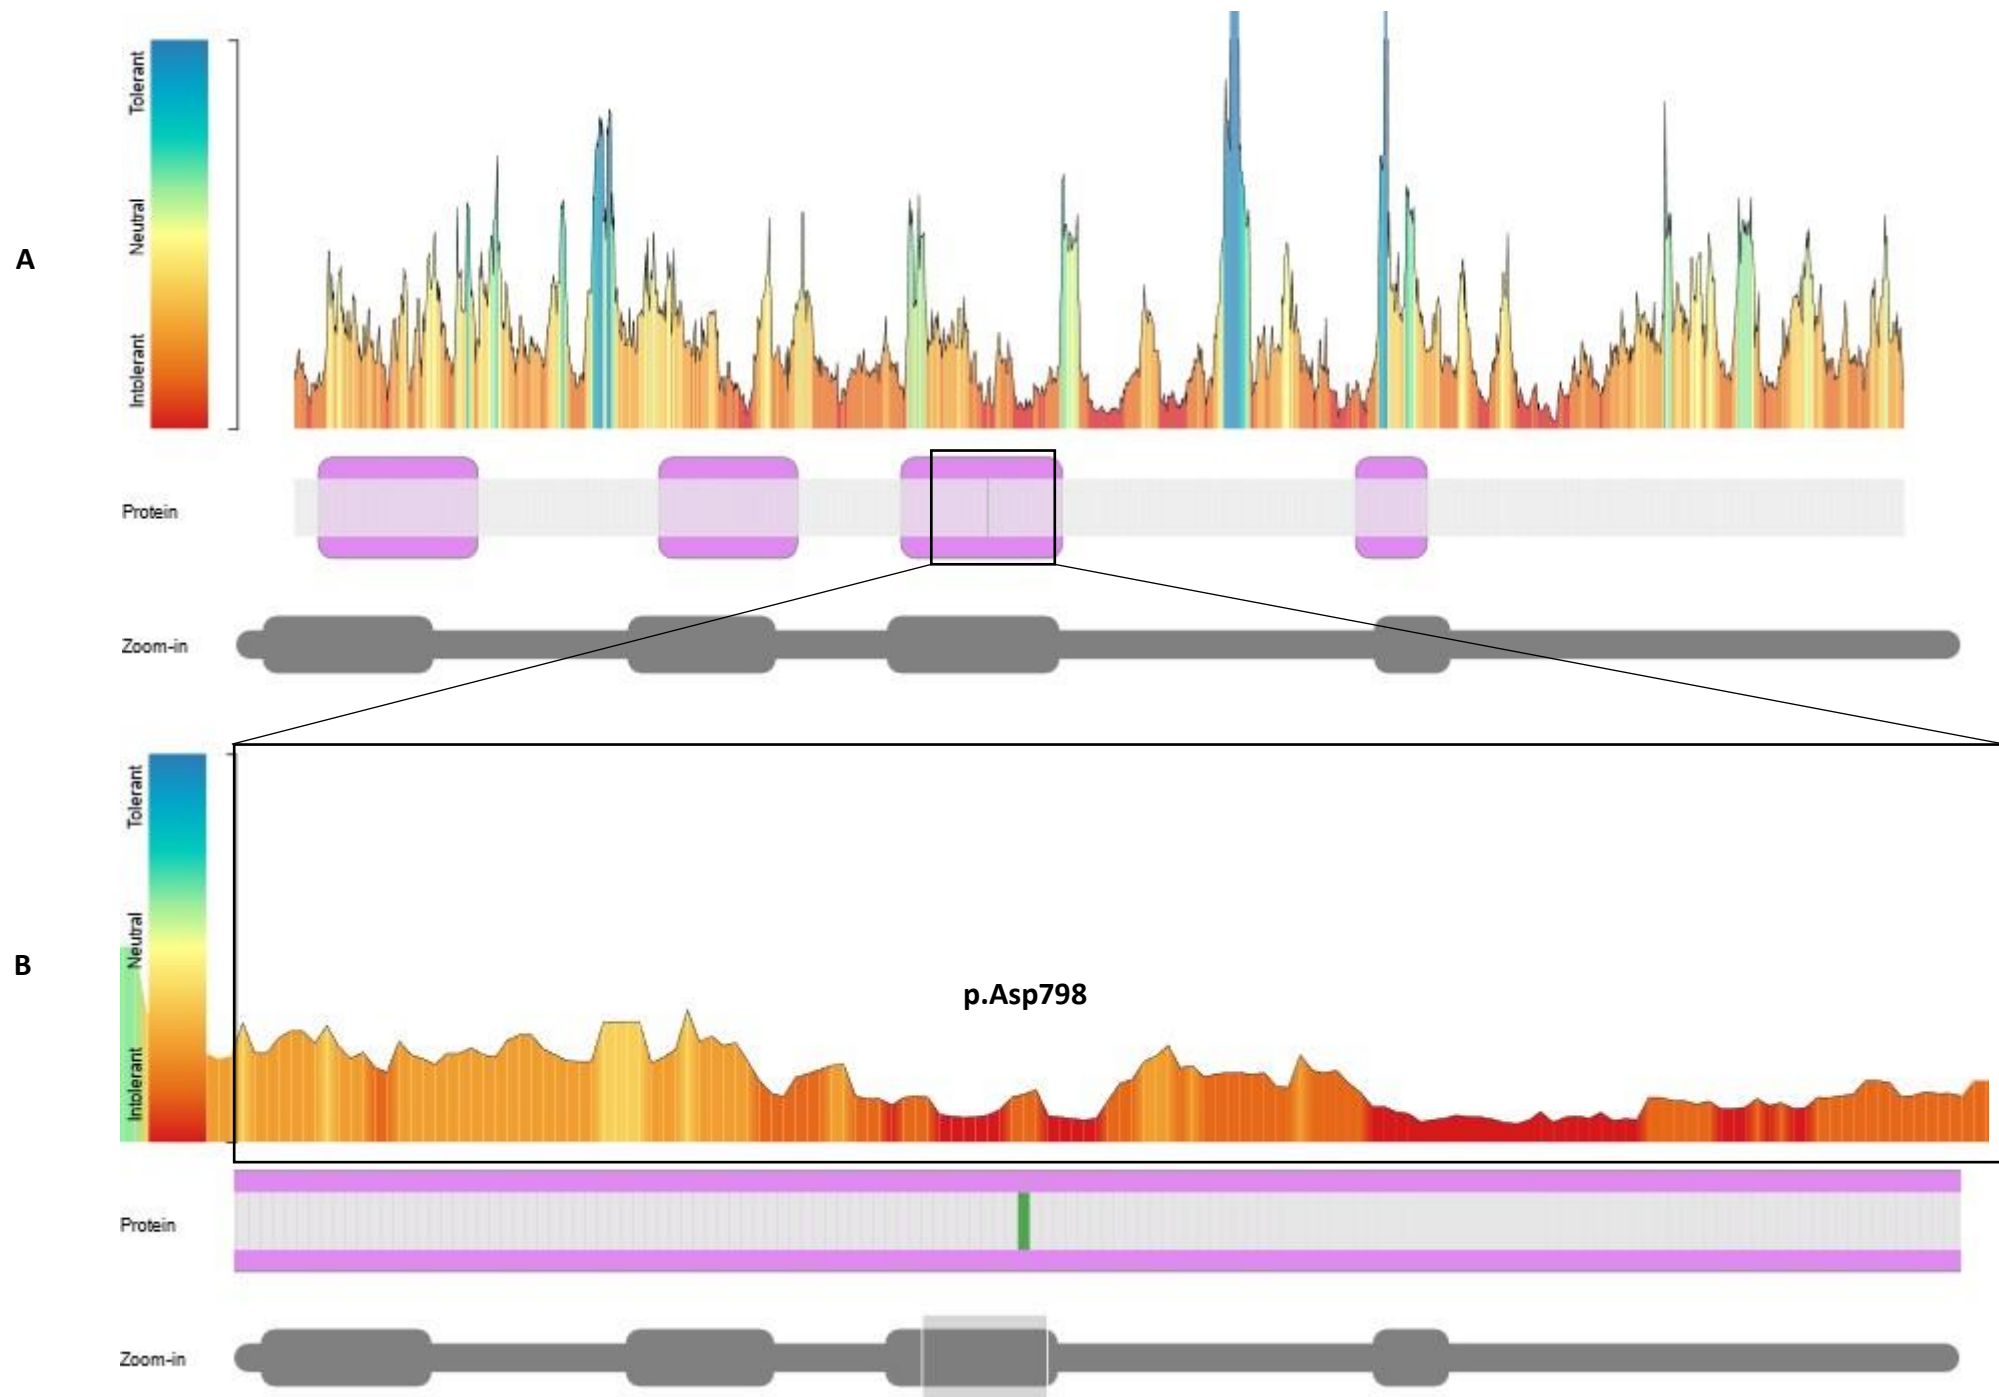 A
Tolerant
Neutral
Intolerant
Protein
Zoom-in
B
Tolerant
Neutral
Intolerant
p.Asp798
Protein
Zoom-in